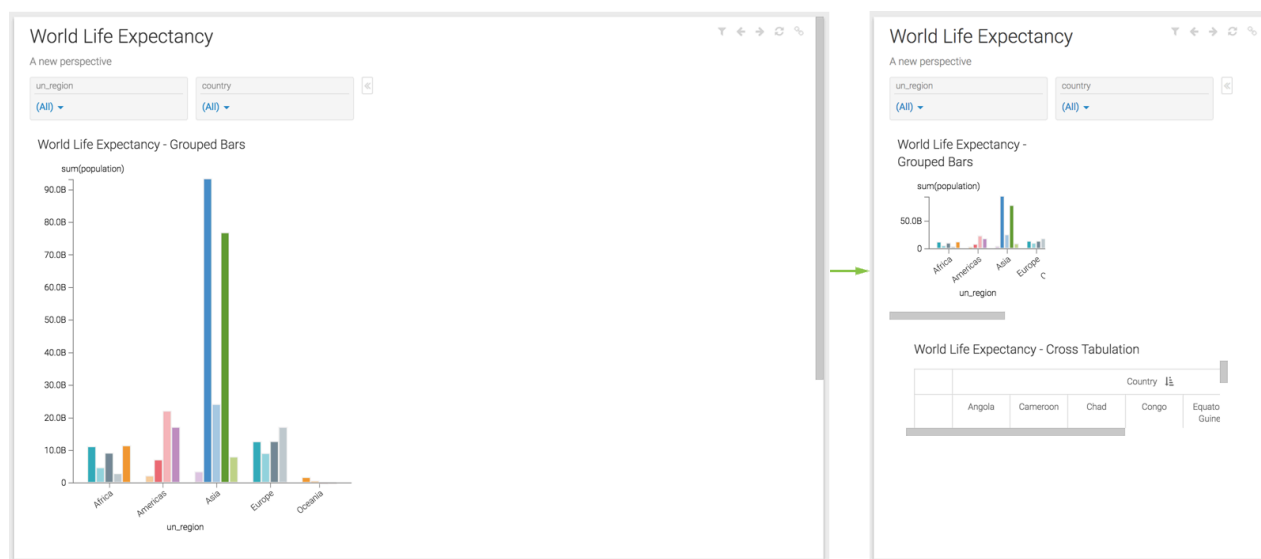 World Life Expectancy
A new perspective
un_region
country
(All)
(All)
World Life Expectancy - Grouped Bars
sum(population)
90.0B
80.0B
70.0B
60.0B
50.0B
40.0B
30.0B
20.0B
10.0B
0
Africa
Americas
Asia
Europe
Oceania
un_region
World Life Expectancy
A new perspective
un_region
country
(All)
(All)
World Life Expectancy -
Grouped Bars
sum(population)
50.0B
0
Africa
Americas
Asia
Europe
O
un_region
World Life Expectancy - Cross Tabulation
Country
Angola
Cameroon
Chad
Congo
Equato
Guine